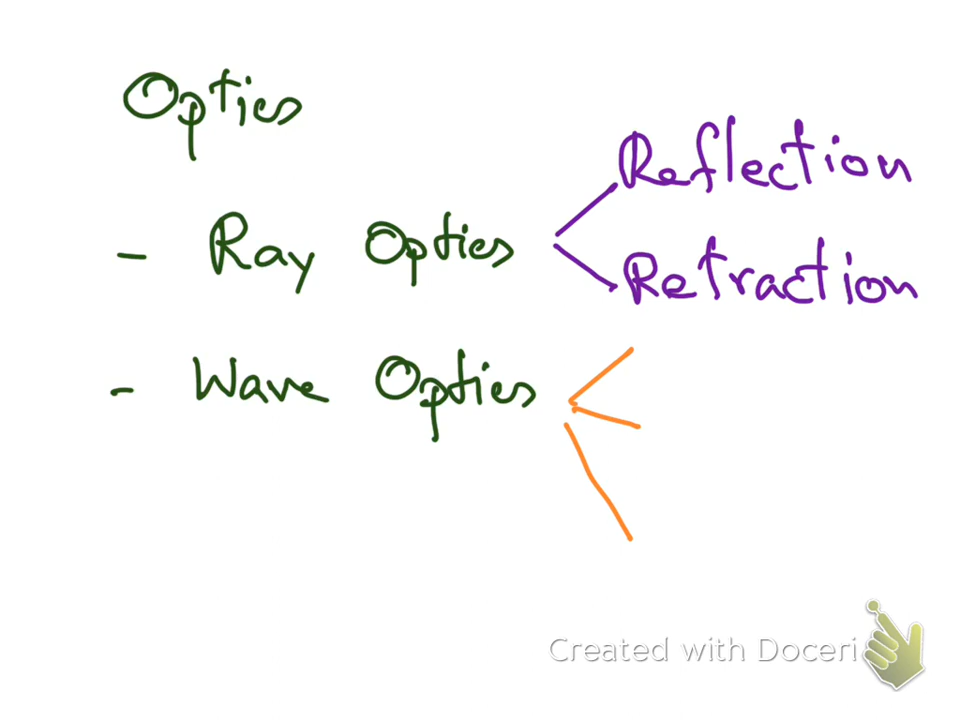 Optics
- Ray Optics
Reflection
Refraction
- Wave Optics
Created with Doceri